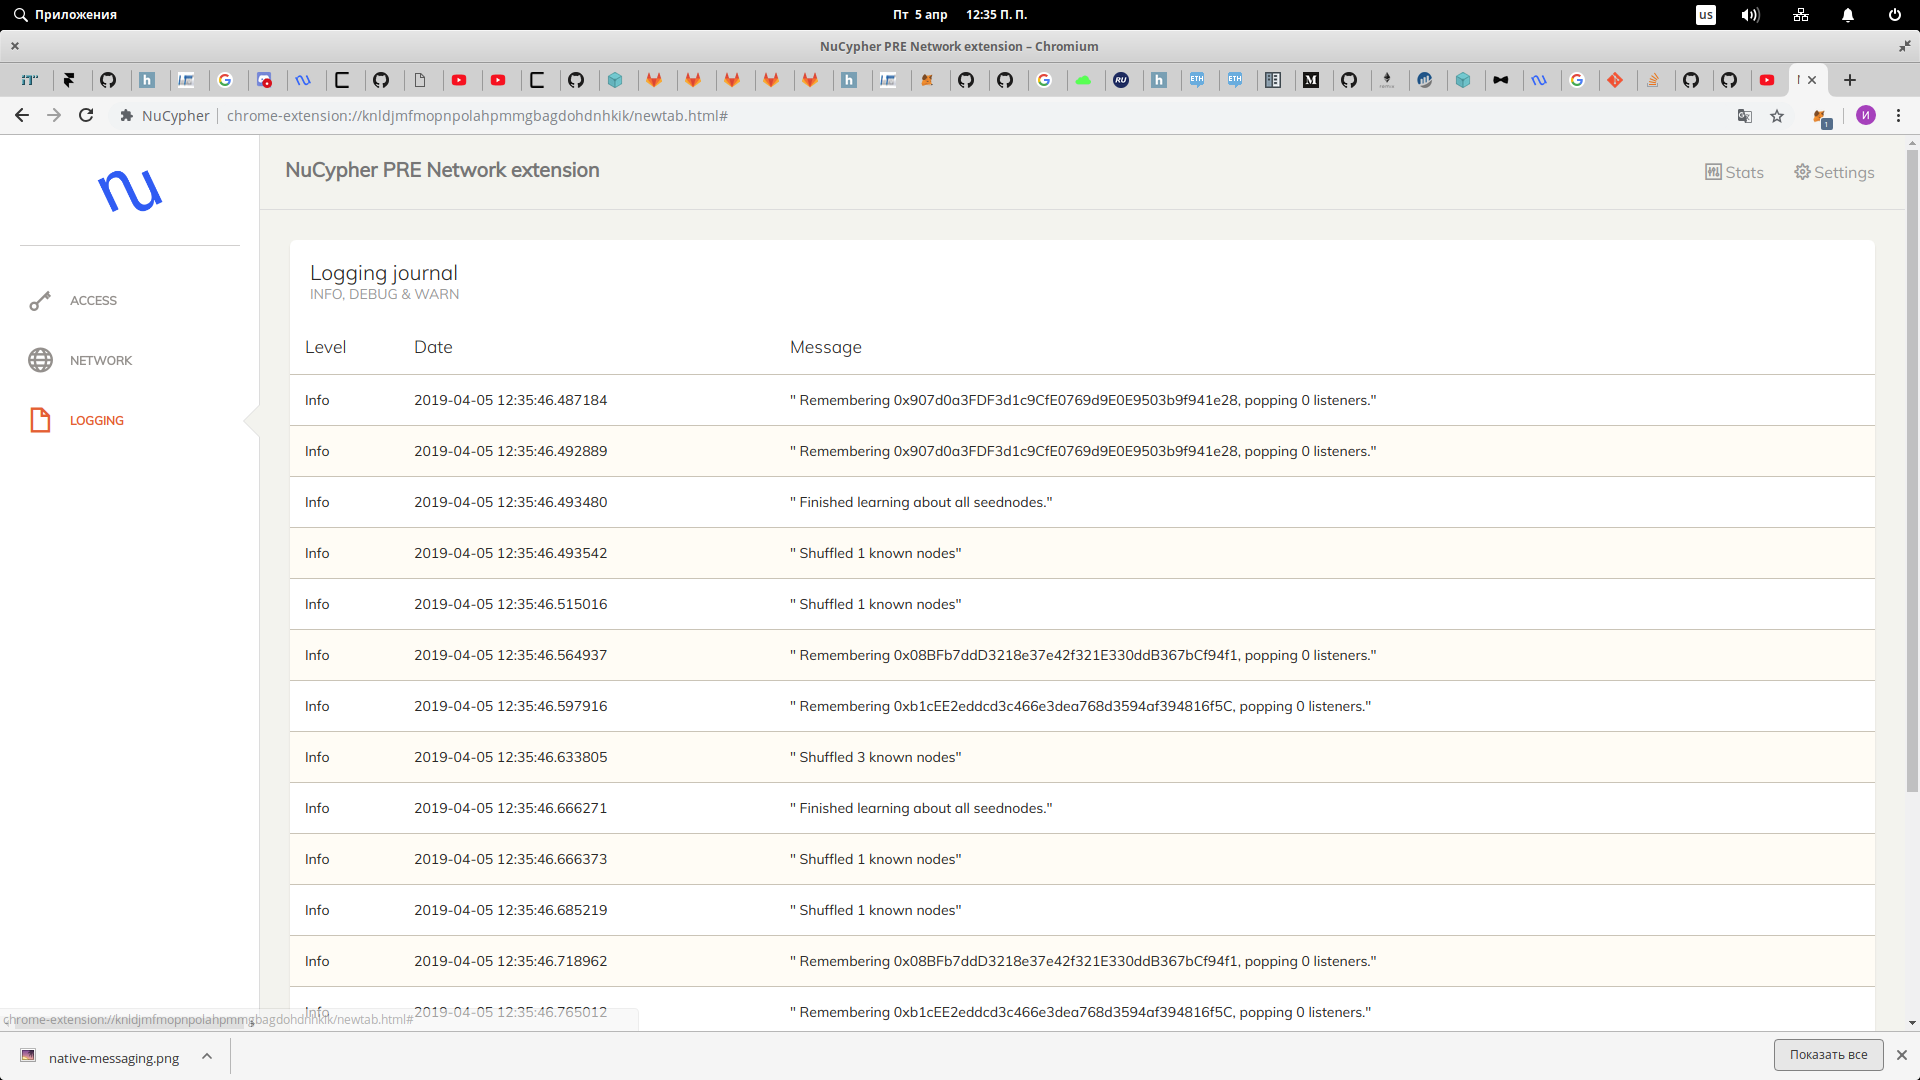 Приложения
Пт 5 апр 12:35 П. П.
us
NuCypher PRE Network extension – Chromium
NuCypher chrome-extension://knldjmfmopnpolahpmmgbagdohdnhkik/newtab.html#
NuCypher PRE Network extension
Stats
Settings
ACCESS
NETWORK
LOGGING
Logging journal
INFO, DEBUG & WARN
Level Date Message
Info 2019-04-05 12:35:46.487184 " Remembering 0x907d0a3FDF3d1c9CfE0769d9E0E9503b9f941e28, popping 0 listeners."
Info 2019-04-05 12:35:46.492889 " Remembering 0x907d0a3FDF3d1c9CfE0769d9E0E9503b9f941e28, popping 0 listeners."
Info 2019-04-05 12:35:46.493480 " Finished learning about all seednodes."
Info 2019-04-05 12:35:46.493542 " Shuffled 1 known nodes"
Info 2019-04-05 12:35:46.515016 " Shuffled 1 known nodes"
Info 2019-04-05 12:35:46.564937 " Remembering 0x08BFb7ddD3218e37e42f321E330ddB367bCf94f1, popping 0 listeners."
Info 2019-04-05 12:35:46.597916 " Remembering 0xb1cEE2eddcd3c466e3dea768d3594af394816f5C, popping 0 listeners."
Info 2019-04-05 12:35:46.633805 " Shuffled 3 known nodes"
Info 2019-04-05 12:35:46.666271 " Finished learning about all seednodes."
Info 2019-04-05 12:35:46.666373 " Shuffled 1 known nodes"
Info 2019-04-05 12:35:46.685219 " Shuffled 1 known nodes"
Info 2019-04-05 12:35:46.718962 " Remembering 0x08BFb7ddD3218e37e42f321E330ddB367bCf94f1, popping 0 listeners."
Info 2019-04-05 12:35:46.765012 " Remembering 0xb1cEE2eddcd3c466e3dea768d3594af394816f5C, popping 0 listeners."
chrome-extension://knldjmfmopnpolahpmmgbagdohdnhkik/newtab.html#
native-messaging.png
Показать все